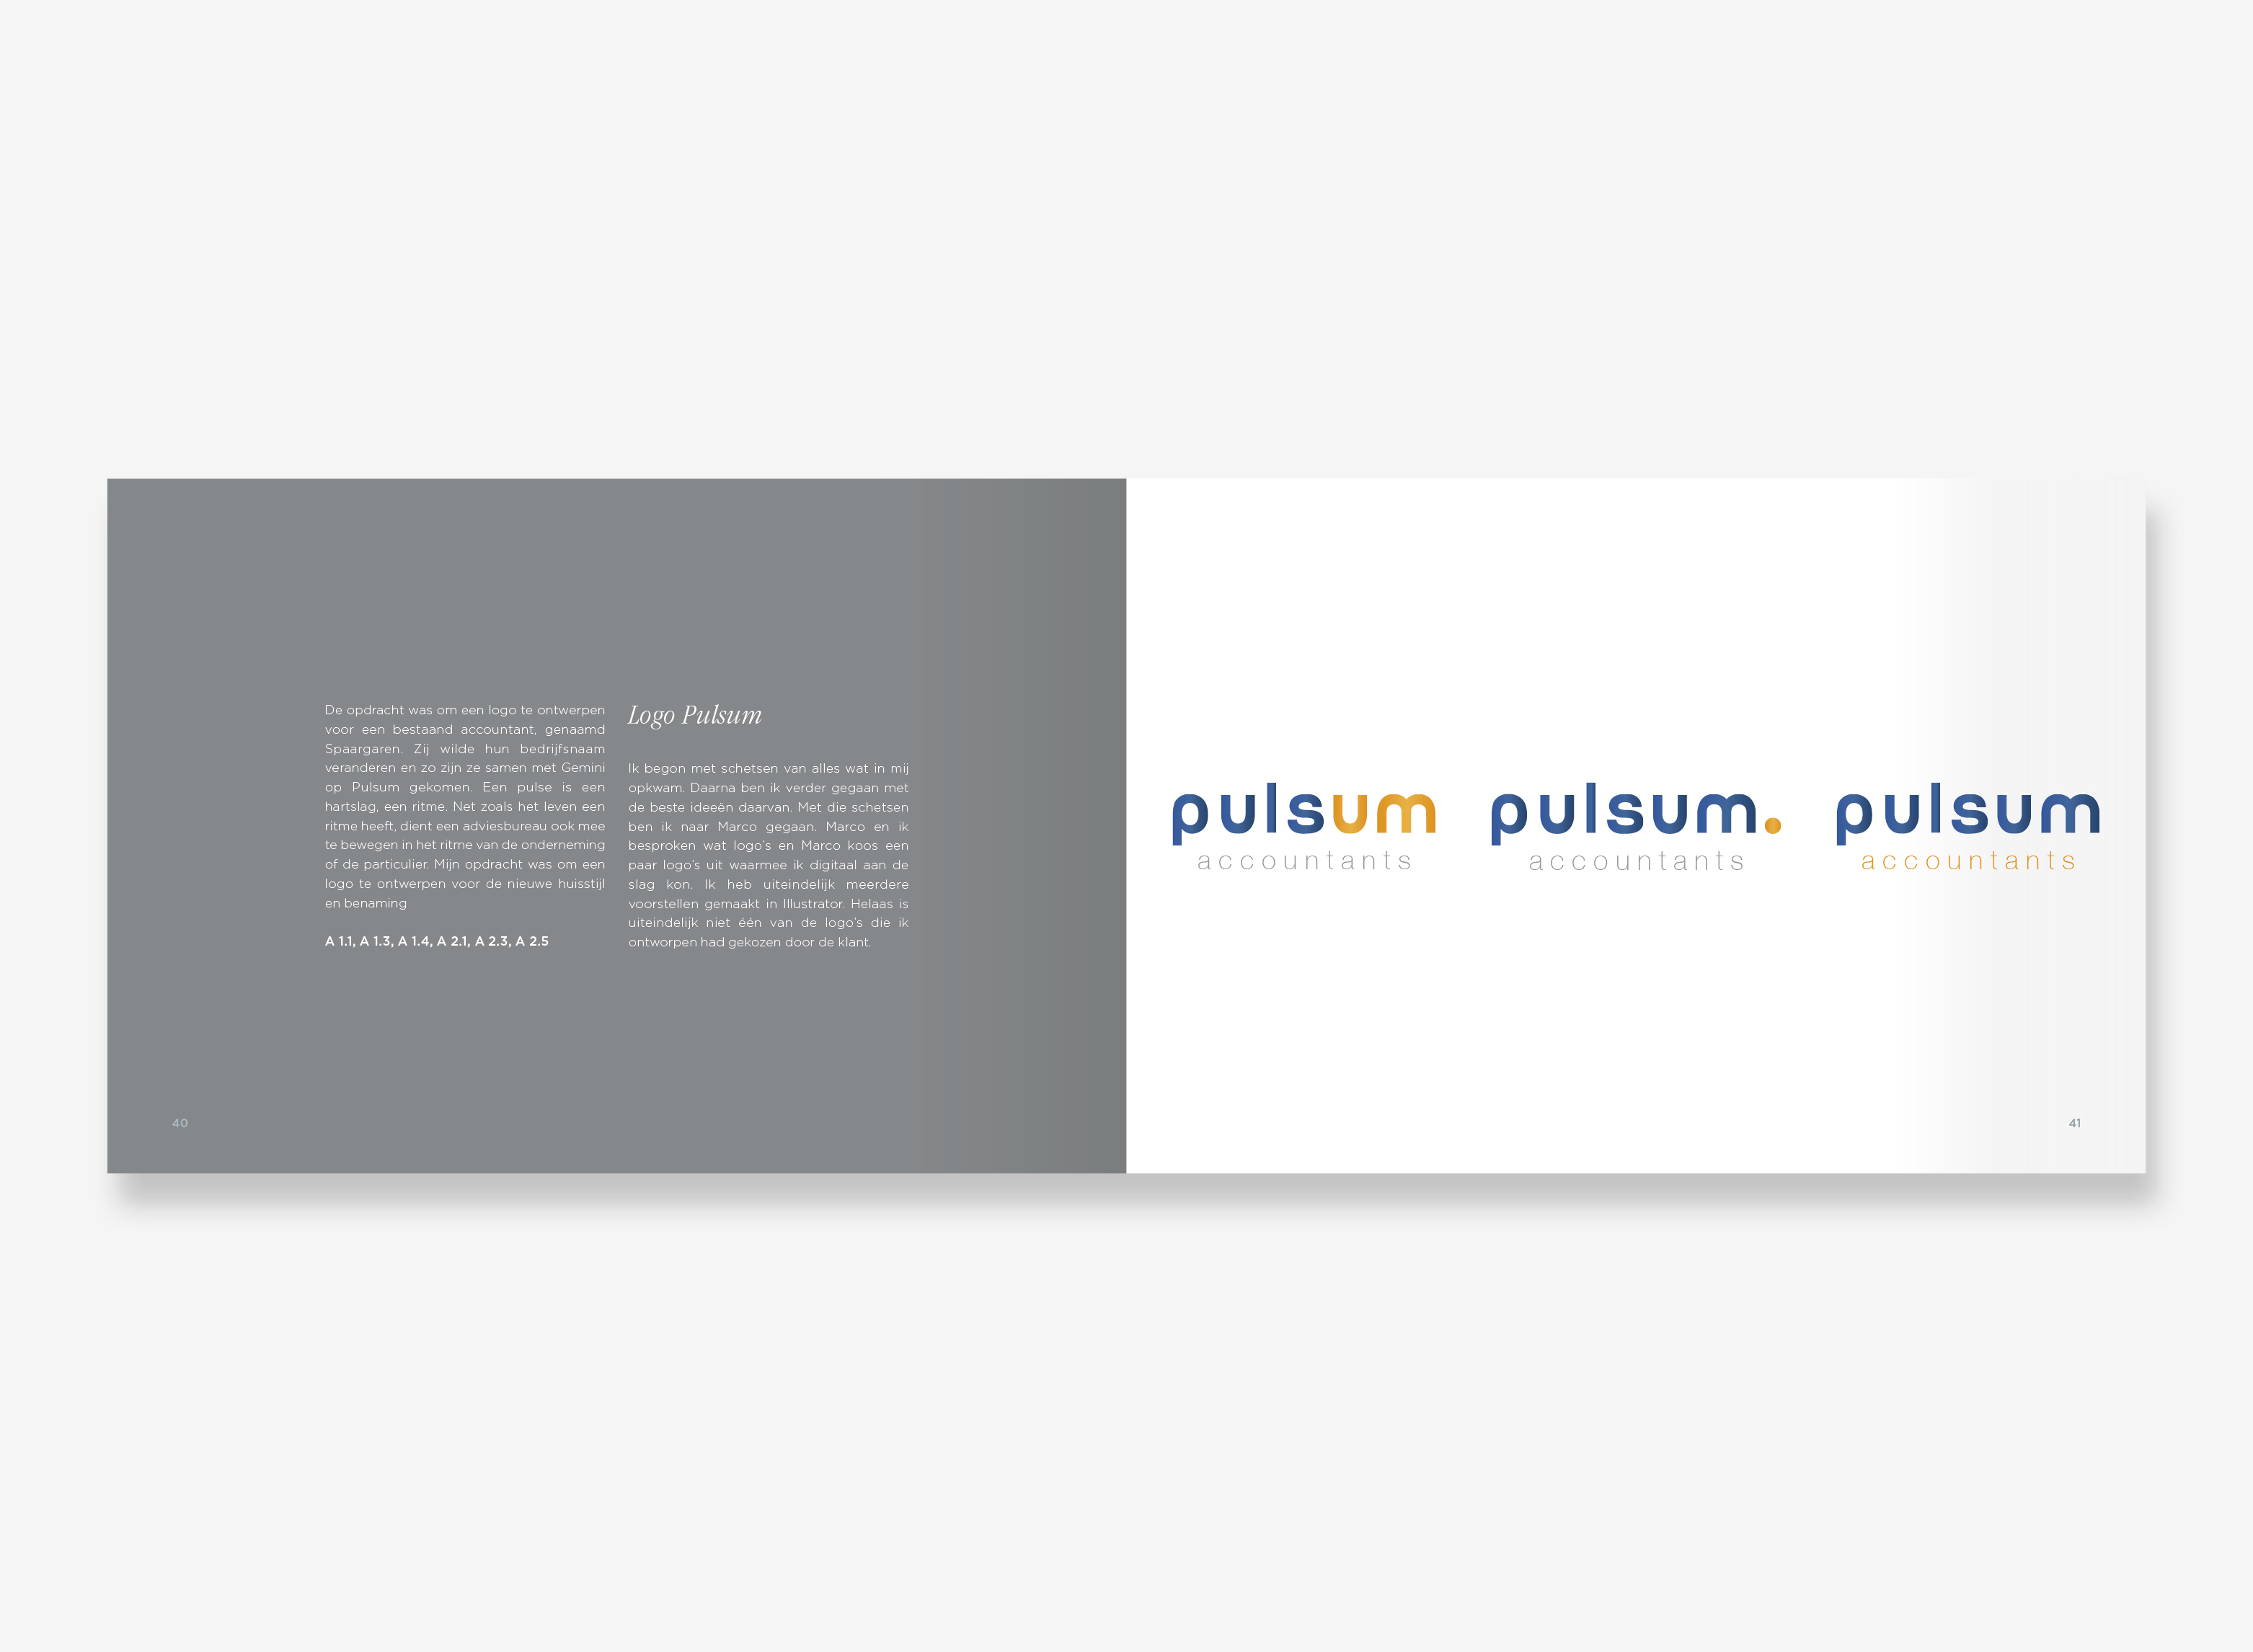 De opdracht was om een logo te ontwerpen
voor een bestaand accountant, genaamd
Spaargaren. Zij wilde hun bedrijfsnaam
veranderen en zo zijn ze samen met Gemini
op Pulsum gekomen. Een pulse is een
hartslag, een ritme. Net zoals het leven een
ritme heeft, dient een adviesbureau ook mee
te bewegen in het ritme van de onderneming
of de particulier. Mijn opdracht was om een
logo te ontwerpen voor de nieuwe huisstijl
en benaming
A 1.1, A 1.3, A 1.4, A 2.1, A 2.3, A 2.5
Logo Pulsum
Ik begon met schetsen van alles wat in mij
opkwam. Daarna ben ik verder gegaan met
de beste ideeën daarvan. Met die schetsen
ben ik naar Marco gegaan. Marco en ik
besproken wat logo's en Marco koos een
paar logo's uit waarmee ik digitaal aan de
slag kon. Ik heb uiteindelijk meerdere
voorstellen gemaakt in Illustrator. Helaas is
uiteindelijk niet één van de logo's die ik
ontworpen had gekozen door de klant.
40
pulsum
accountants
pulsum.
accountants
pulsum
accountants
41